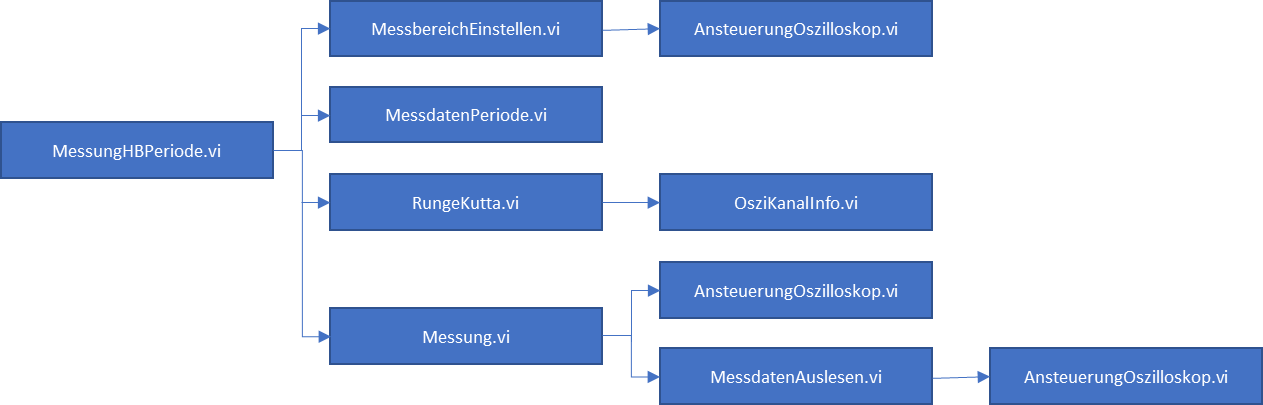 MessbereichEinstellen.vi
AnsteuerungOszilloskop.vi
MessdatenPeriode.vi
MessungHBPeriode.vi
RungeKutta.vi
OsziKanalInfo.vi
AnsteuerungOszilloskop.vi
Messung.vi
MessdatenAuslesen.vi
AnsteuerungOszilloskop.vi